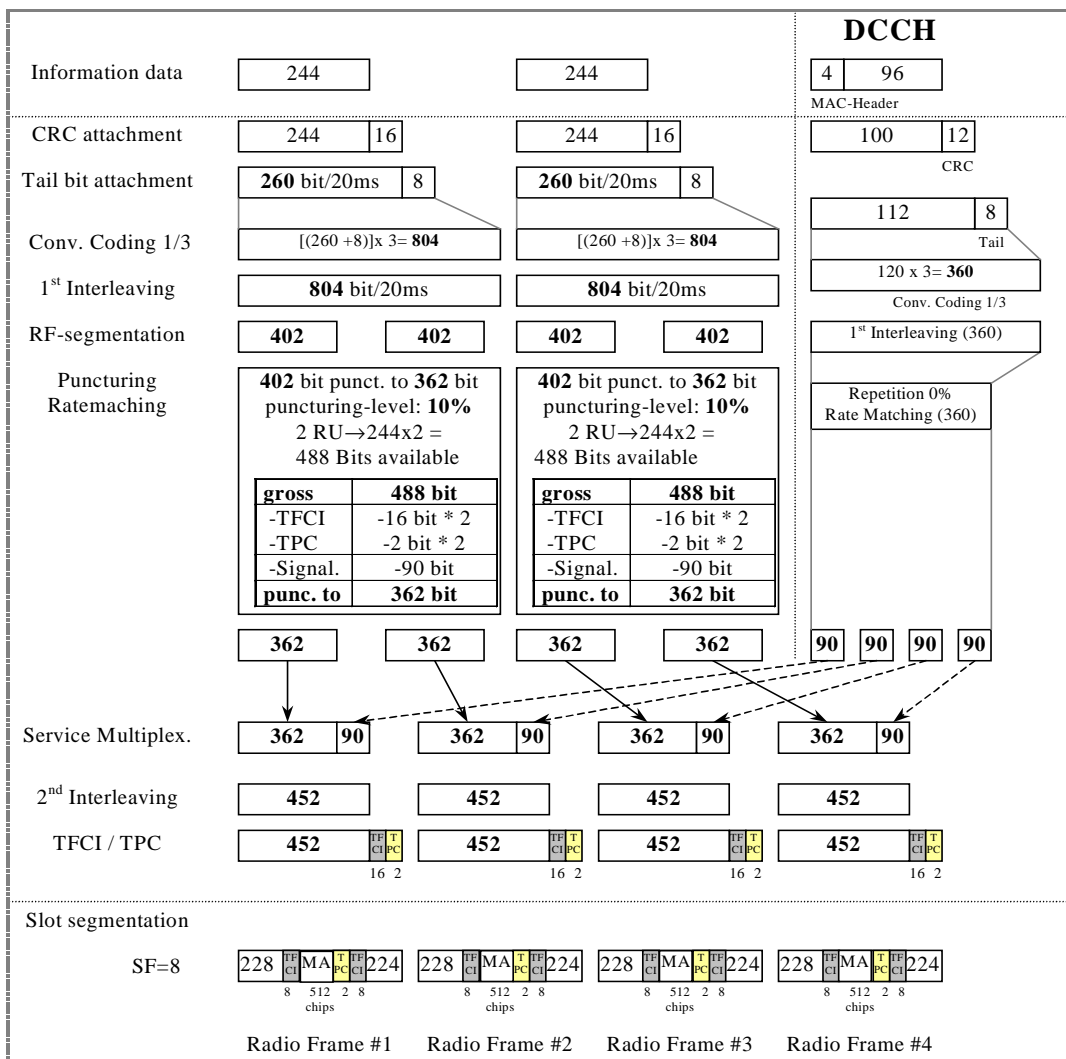 DCCH
Information data 244 244 4 96
MAC-Header
CRC attachment 244 16 244 16 100 12
CRC
Tail bit attachment 260 bit/20ms 8 260 bit/20ms 8
112 8
Tail
Conv. Coding 1/3 [(260 +8)]x 3= 804 [(260 +8)]x 3= 804
120 x 3= 360
Conv. Coding 1/3
1st Interleaving 804 bit/20ms 804 bit/20ms
RF-segmentation 402 402 402 402 1st Interleaving (360)
Puncturing
Ratemaching
402 bit punct. to 362 bit
puncturing-level: 10%
2 RU→244x2 =
488 Bits available
gross 488 bit
-TFCI -16 bit * 2
-TPC -2 bit * 2
-Signal. -90 bit
punc. to 362 bit
402 bit punct. to 362 bit
puncturing-level: 10%
2 RU→244x2 =
488 Bits available
gross 488 bit
-TFCI -16 bit * 2
-TPC -2 bit * 2
-Signal. -90 bit
punc. to 362 bit
Repetition 0%
Rate Matching (360)
362 362 362 362 90 90 90 90
Service Multiplex. 362 90 362 90 362 90 362 90
2nd Interleaving 452 452 452 452
TFCI / TPC 452 TFCI TPC 452 TFCI TPC 452 TFCI TPC 452 TFCI TPC
16 2 16 2 16 2 16 2
Slot segmentation
SF=8 228 TFCI MA TPC TFCI 224 228 TFCI MA TPC TFCI 224 228 TFCI MA TPC TFCI 224 228 TFCI MA TPC TFCI 224
8 512 2 8 8 512 2 8 8 512 2 8 8 512 2 8
chips chips chips chips
Radio Frame #1 Radio Frame #2 Radio Frame #3 Radio Frame #4